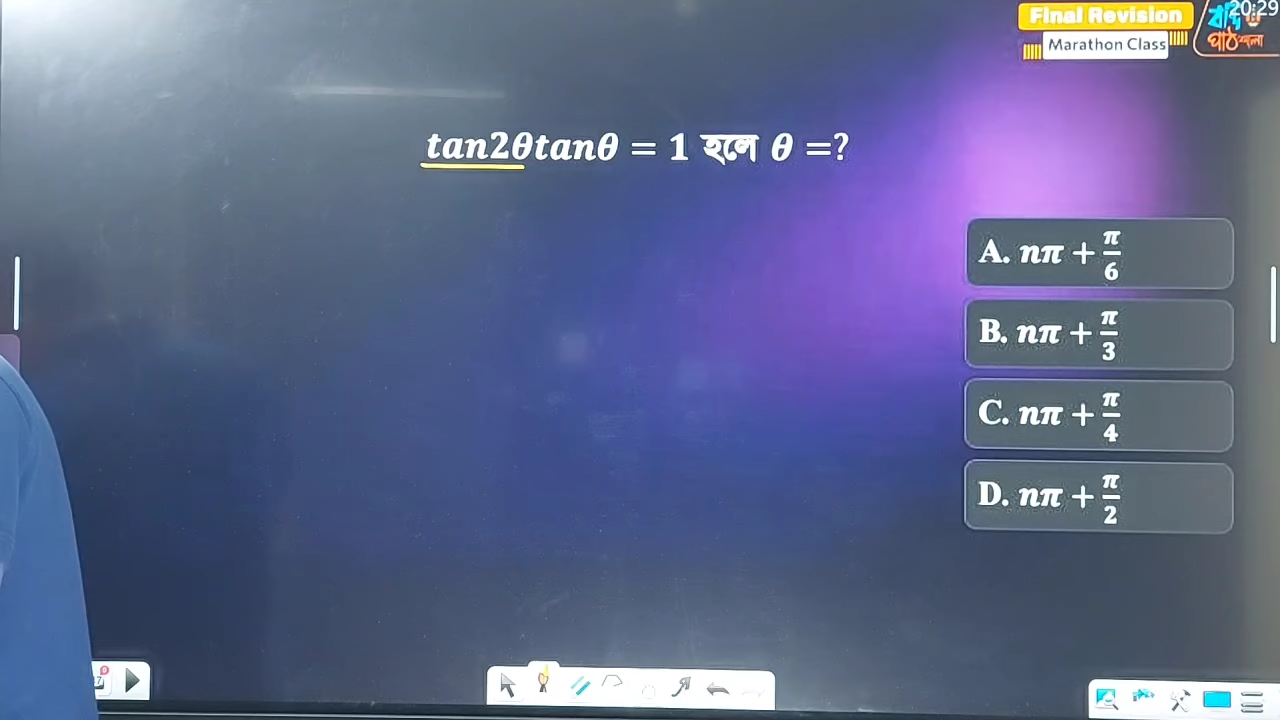 20:29
Final Revision
Marathon Class
tan2θtanθ = 1 হলে θ =?
A. nπ + π/6
B. nπ + π/3
C. nπ + π/4
D. nπ + π/2